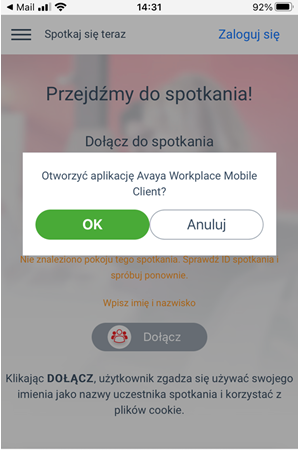 Mail 14:31 92%
Spotkaj się teraz Zaloguj się
Przejdźmy do spotkania!
Dołącz do spotkania
Otworzyć aplikację Avaya Workplace Mobile
Client?
OK Anuluj
Nie znaleziono pokoju tego spotkania. Sprawdź ID spotkania i
spróbuj ponownie.
Wpisz imię i nazwisko
Dołącz
Klikając DOŁĄCZ, użytkownik zgadza się używać swojego
imienia jako nazwy uczestnika spotkania i korzystać z
plików cookie.